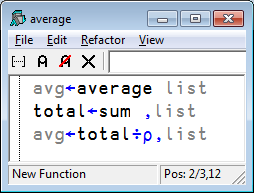 average
File Edit Refactor View
[···] A A X
avg←average list
total←sum ,list
avg←total÷⍴,list
New Function Pos: 2/3,12